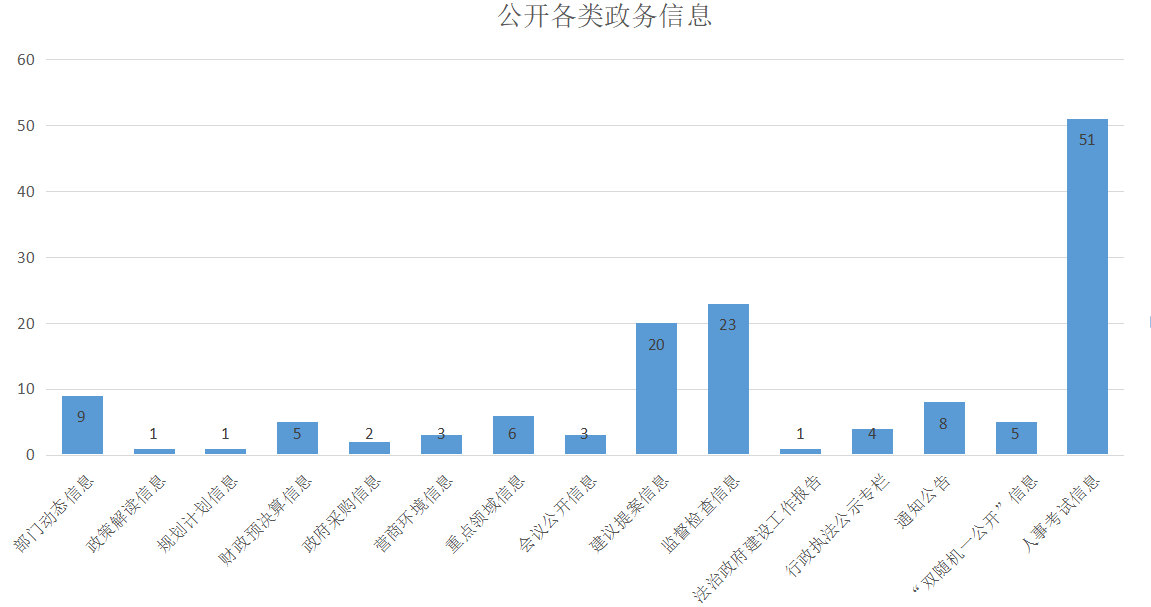 公开各类政务信息
60
50
40
30
20
10
0
9
1
1
5
2
3
6
3
20
23
1
4
8
5
51
部门动态信息
政策解读信息
规划计划信息
财政预决算信息
政府采购信息
营商环境信息
重点领域信息
会议公开信息
建议提案信息
监督检查信息
法治政府建设工作报告
行政执法公示专栏
通知公告
“双随机一公开”信息
人事考试信息